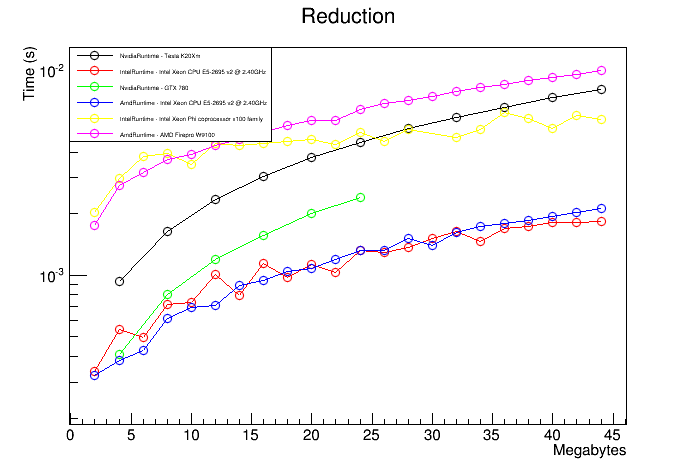 Reduction
Time (s)
NvidiaRuntime - Tesla K20Xm
IntelRuntime - Intel Xeon CPU E5-2695 v2 @ 2.40GHz
NvidiaRuntime - GTX 780
AmdRuntime - Intel Xeon CPU E5-2695 v2 @ 2.40GHz
IntelRuntime - Intel Xeon Phi coprocessor x100 family
AmdRuntime - AMD Firepro W9100
10⁻²
10⁻³
0 5 10 15 20 25 30 35 40 45
Megabytes